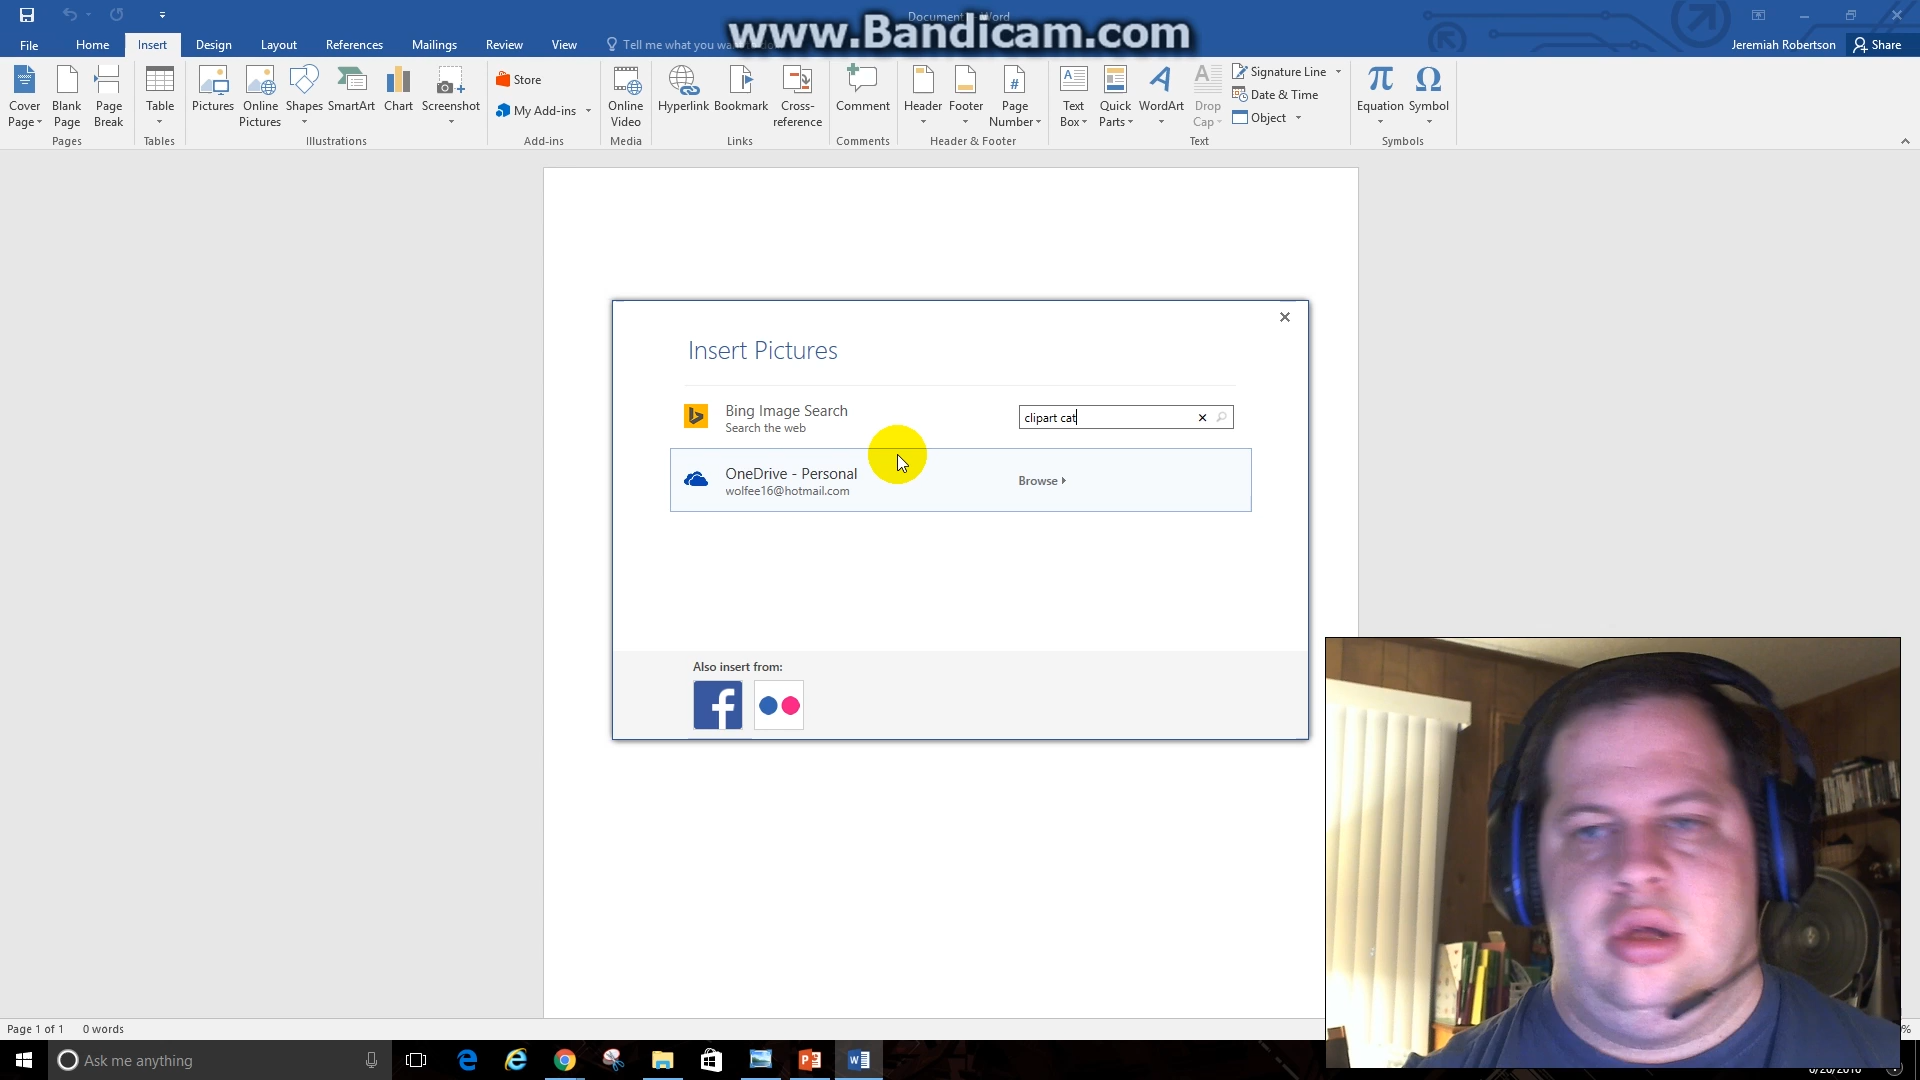 Document - Word
www.Bandicam.com
File Home Insert Design Layout References Mailings Review View Tell me what you
Jeremiah Robertson Share
Cover Page
Blank Page
Page Break
Pages
Table
Tables
Pictures
Online Pictures
Shapes
SmartArt
Chart
Screenshot
Illustrations
Store
My Add-ins
Add-ins
Online Video
Media
Hyperlink
Bookmark
Cross-reference
Links
Comment
Comments
Header
Footer
Page Number
Header & Footer
Text Box
Quick Parts
WordArt
Drop Cap
Signature Line
Date & Time
Object
Text
Equation
Symbol
Symbols
Insert Pictures
Bing Image Search
Search the web
clipart cat
OneDrive - Personal
wolfee16@hotmail.com
Browse
Also insert from:
Page 1 of 1 0 words
%
Ask me anything